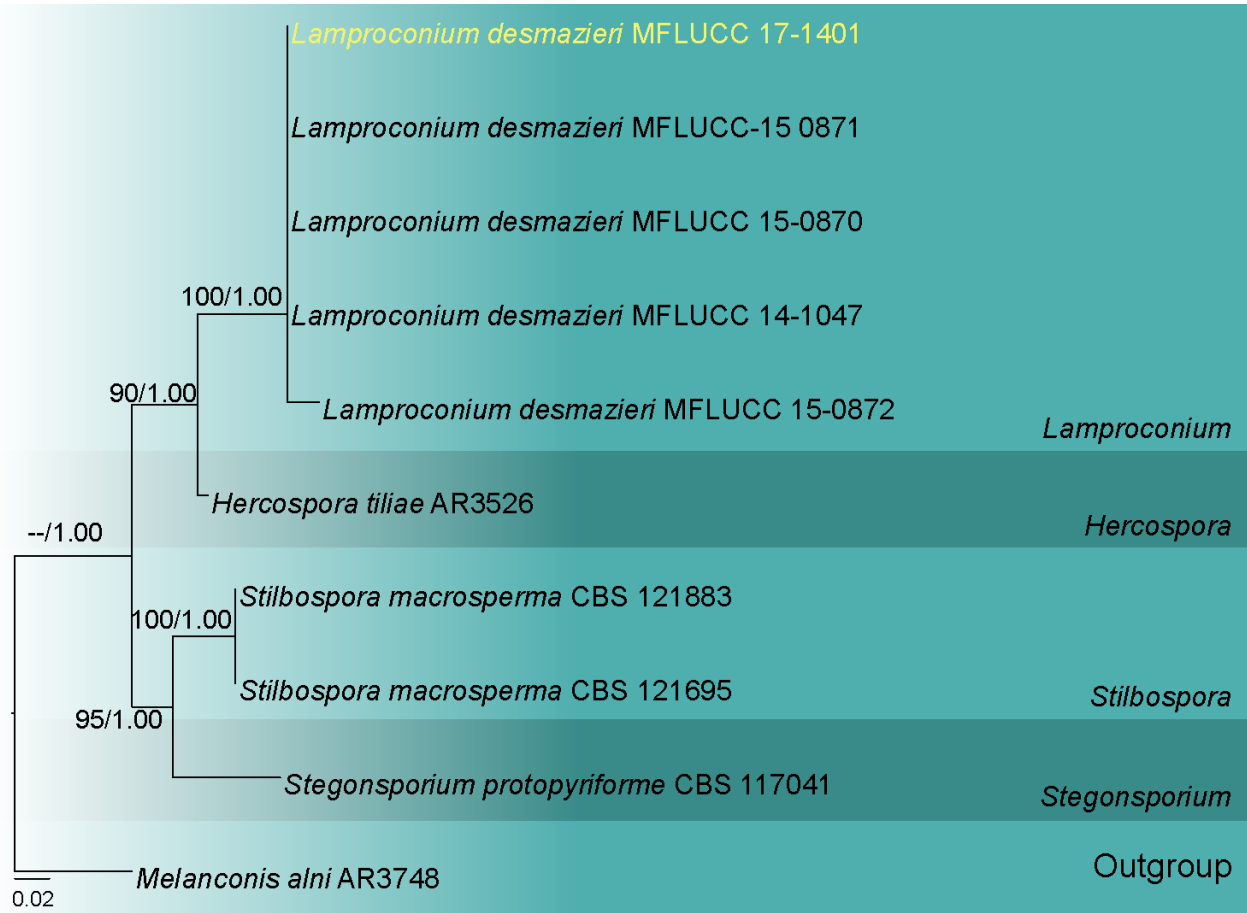 Lamproconium desmazieri MFLUCC 17-1401
Lamproconium desmazieri MFLUCC-15 0871
Lamproconium desmazieri MFLUCC 15-0870
100/1.00
Lamproconium desmazieri MFLUCC 14-1047
90/1.00
Lamproconium desmazieri MFLUCC 15-0872
Lamproconium
Hercospora tiliae AR3526
Hercospora
--/1.00
Stilbospora macrosperma CBS 121883
100/1.00
Stilbospora macrosperma CBS 121695
Stilbospora
95/1.00
Stegonsporium protopyriforme CBS 117041
Stegonsporium
Outgroup
Melanconis alni AR3748
0.02